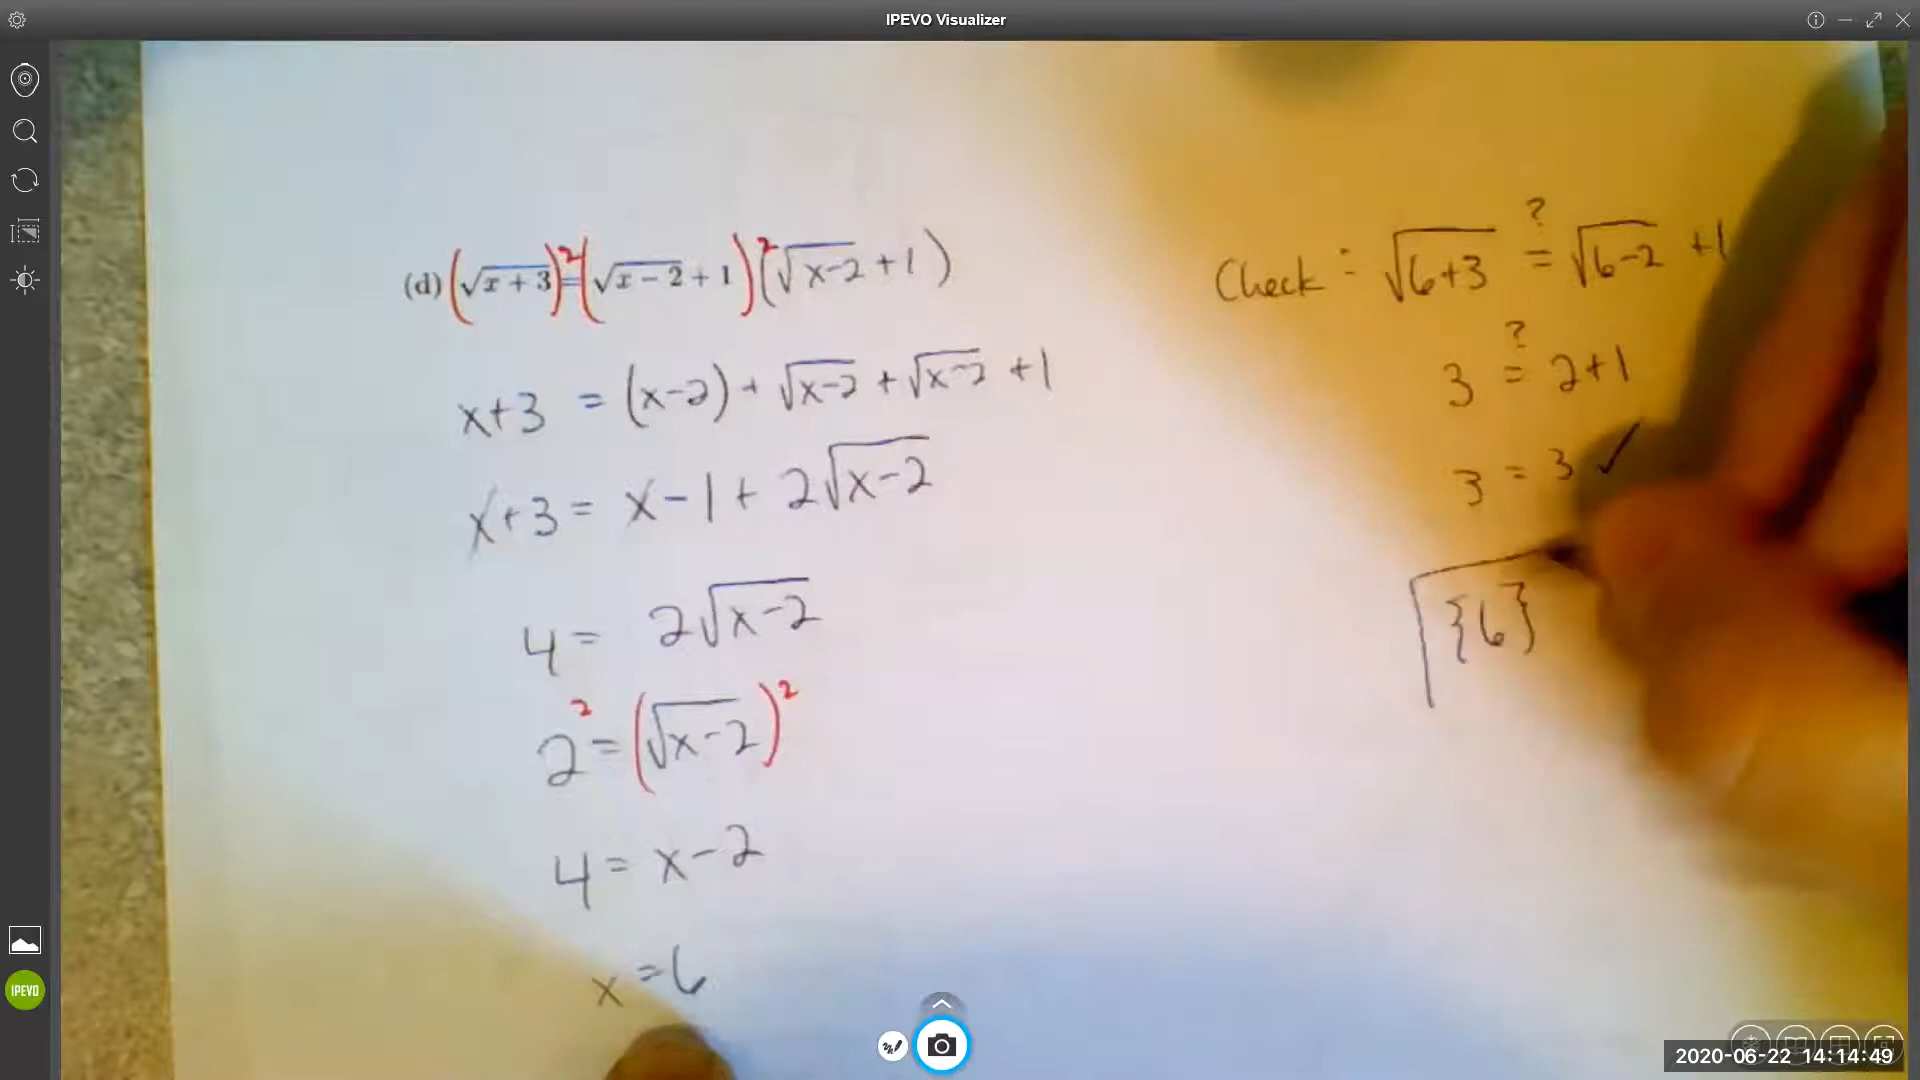 IPEVO Visualizer
(d) (√x + 3)² = (√x − 2 + 1)² (√x-2 + 1)
x+3 = (x-2) + √x-2 + √x-2 + 1
x+3 = x-1 + 2√x-2
4 = 2√x-2
2² = (√x-2)²
4 = x-2
x = 6
Check: √6+3 ?= √6-2 + 1
3 ?= 2+1
3 = 3 ✓
{6}
IPEVO
2020-06-22 14:14:49